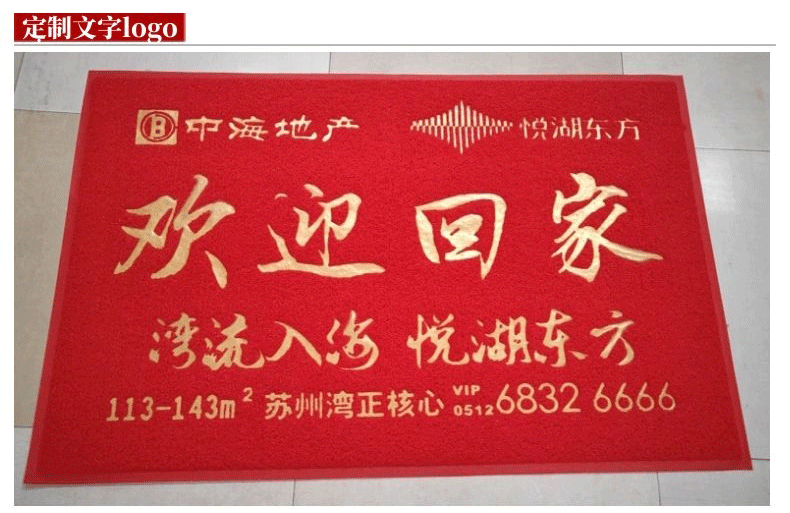 定制文字logo
B 中海地产 悦湖东方
欢迎回家
湾流入海 悦湖东方
113-143m² 苏州湾正核心 VIP 0512 6832 6666